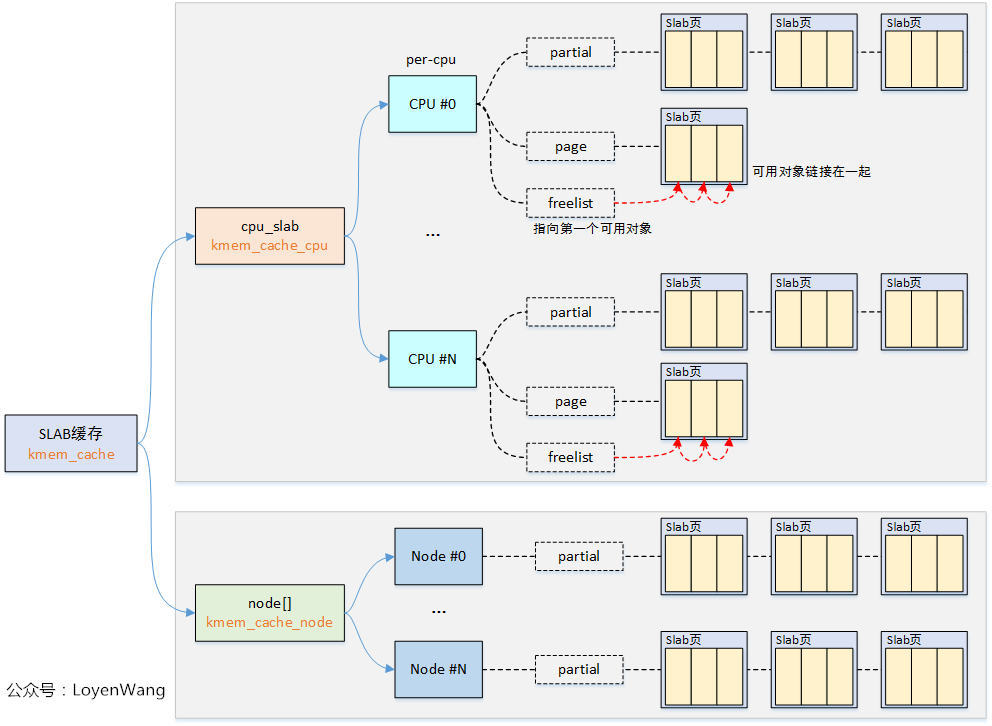 per-cpu
CPU #0
partial
Slab页
Slab页
Slab页
page
Slab页
可用对象链接在一起
freelist
指向第一个可用对象
...
cpu_slab
kmem_cache_cpu
CPU #N
partial
Slab页
Slab页
Slab页
page
Slab页
freelist
SLAB缓存
kmem_cache
node[]
kmem_cache_node
Node #0
partial
Slab页
Slab页
Slab页
...
Node #N
partial
Slab页
Slab页
Slab页
公众号：LoyenWang